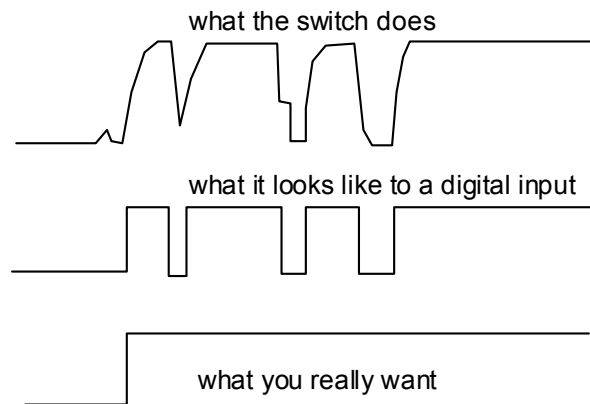 what the switch does
what it looks like to a digital input
what you really want